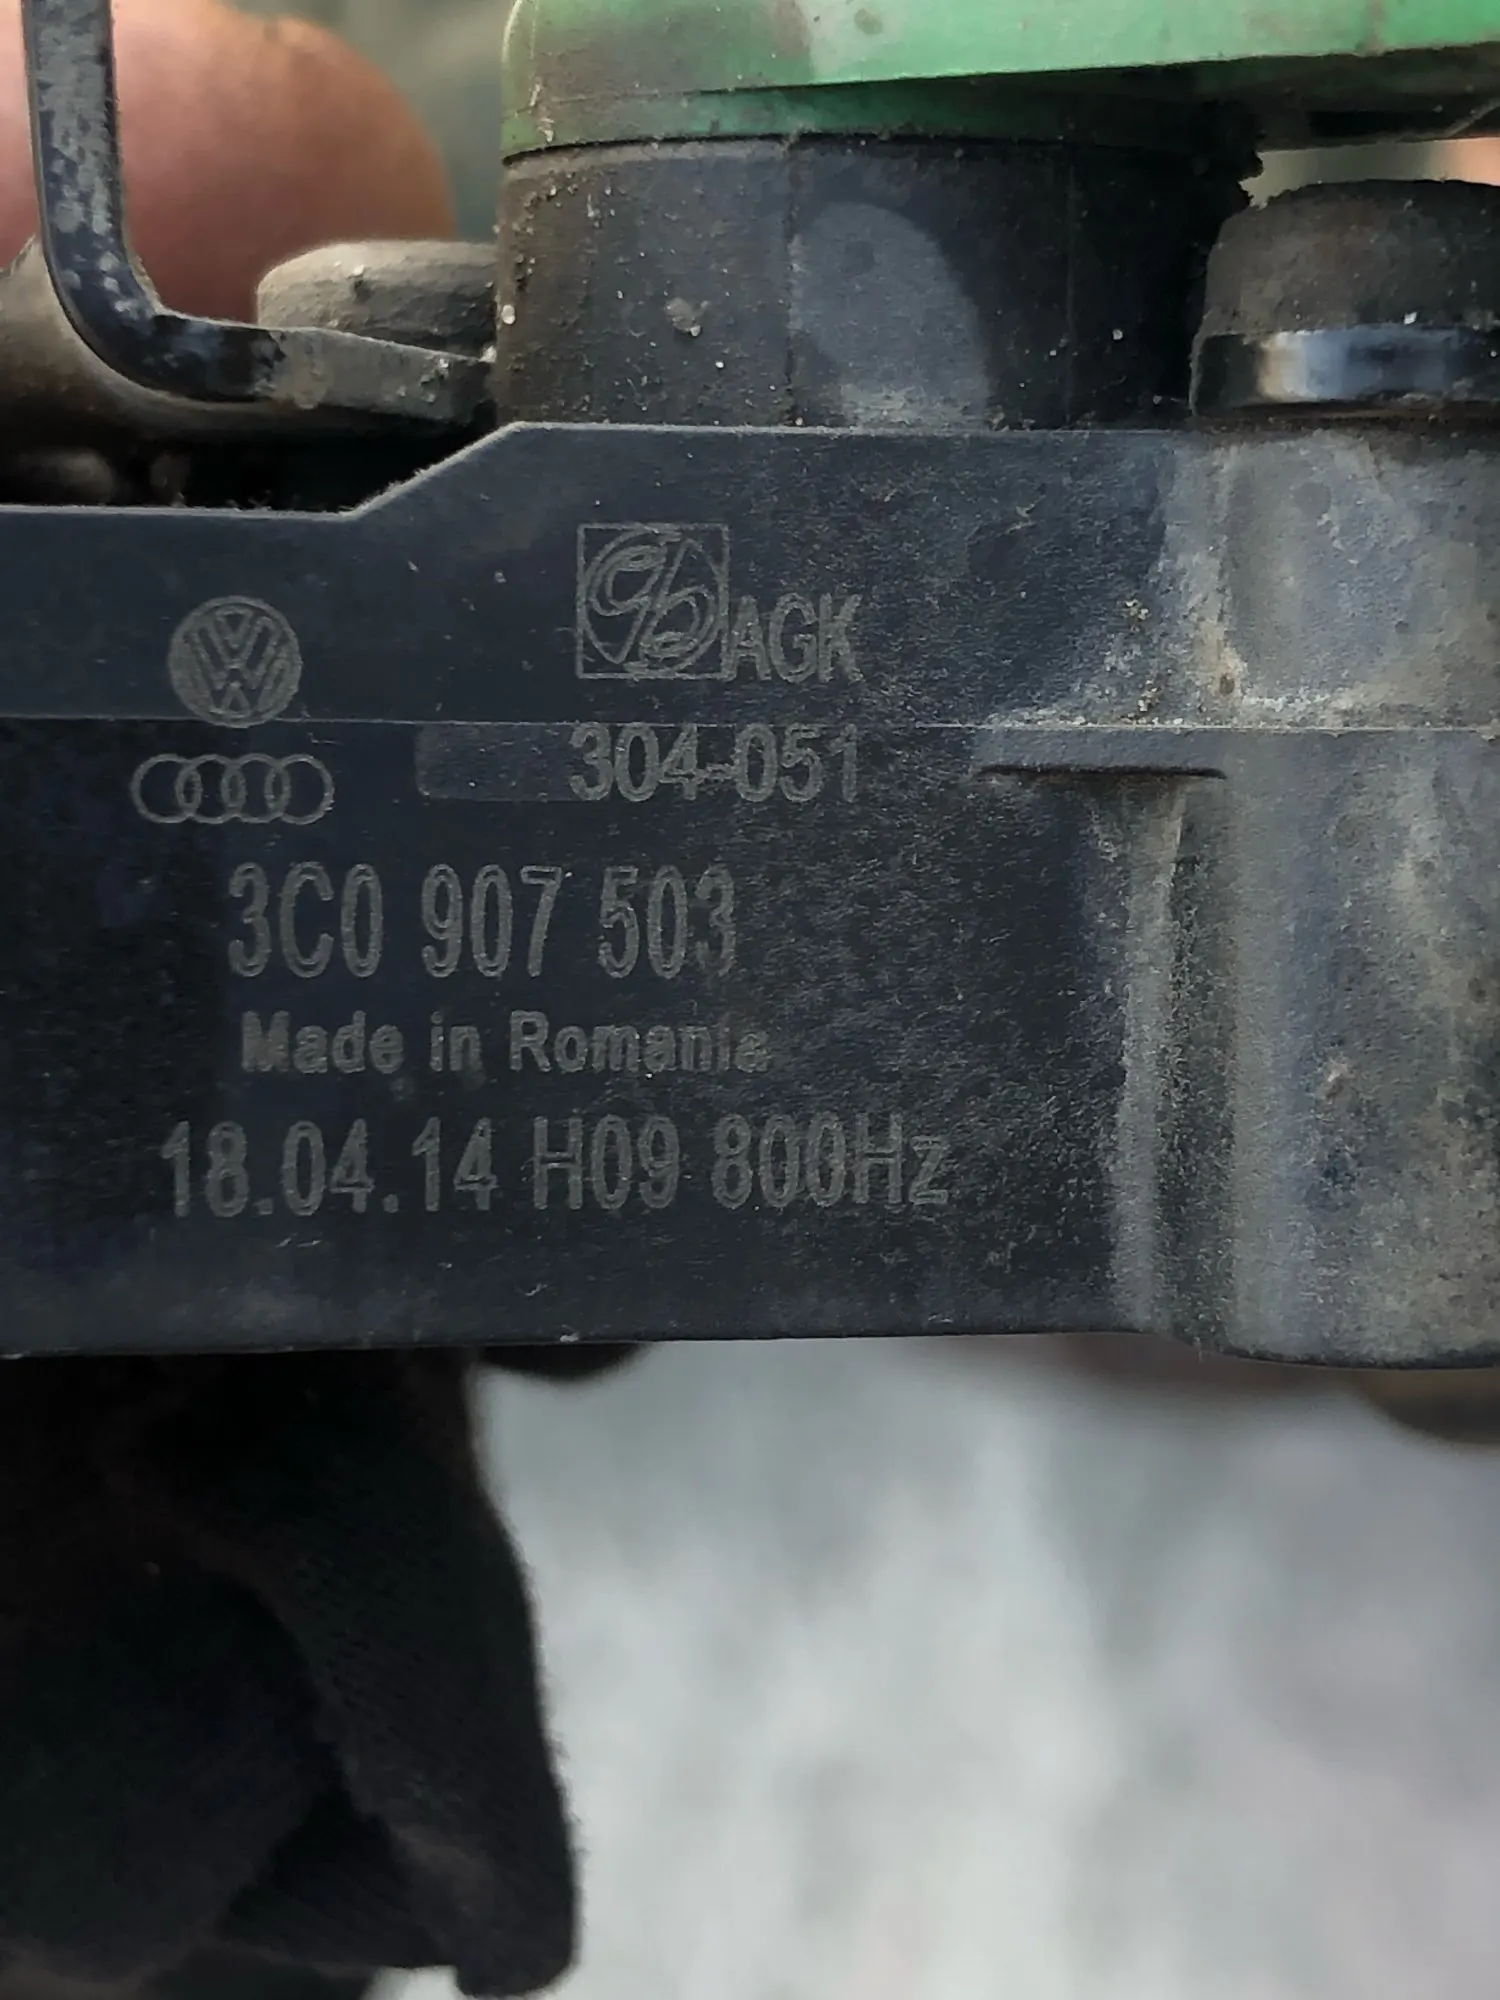 AGK
304-051
3C0 907 503
Made in Romania
18.04.14 H09 800Hz